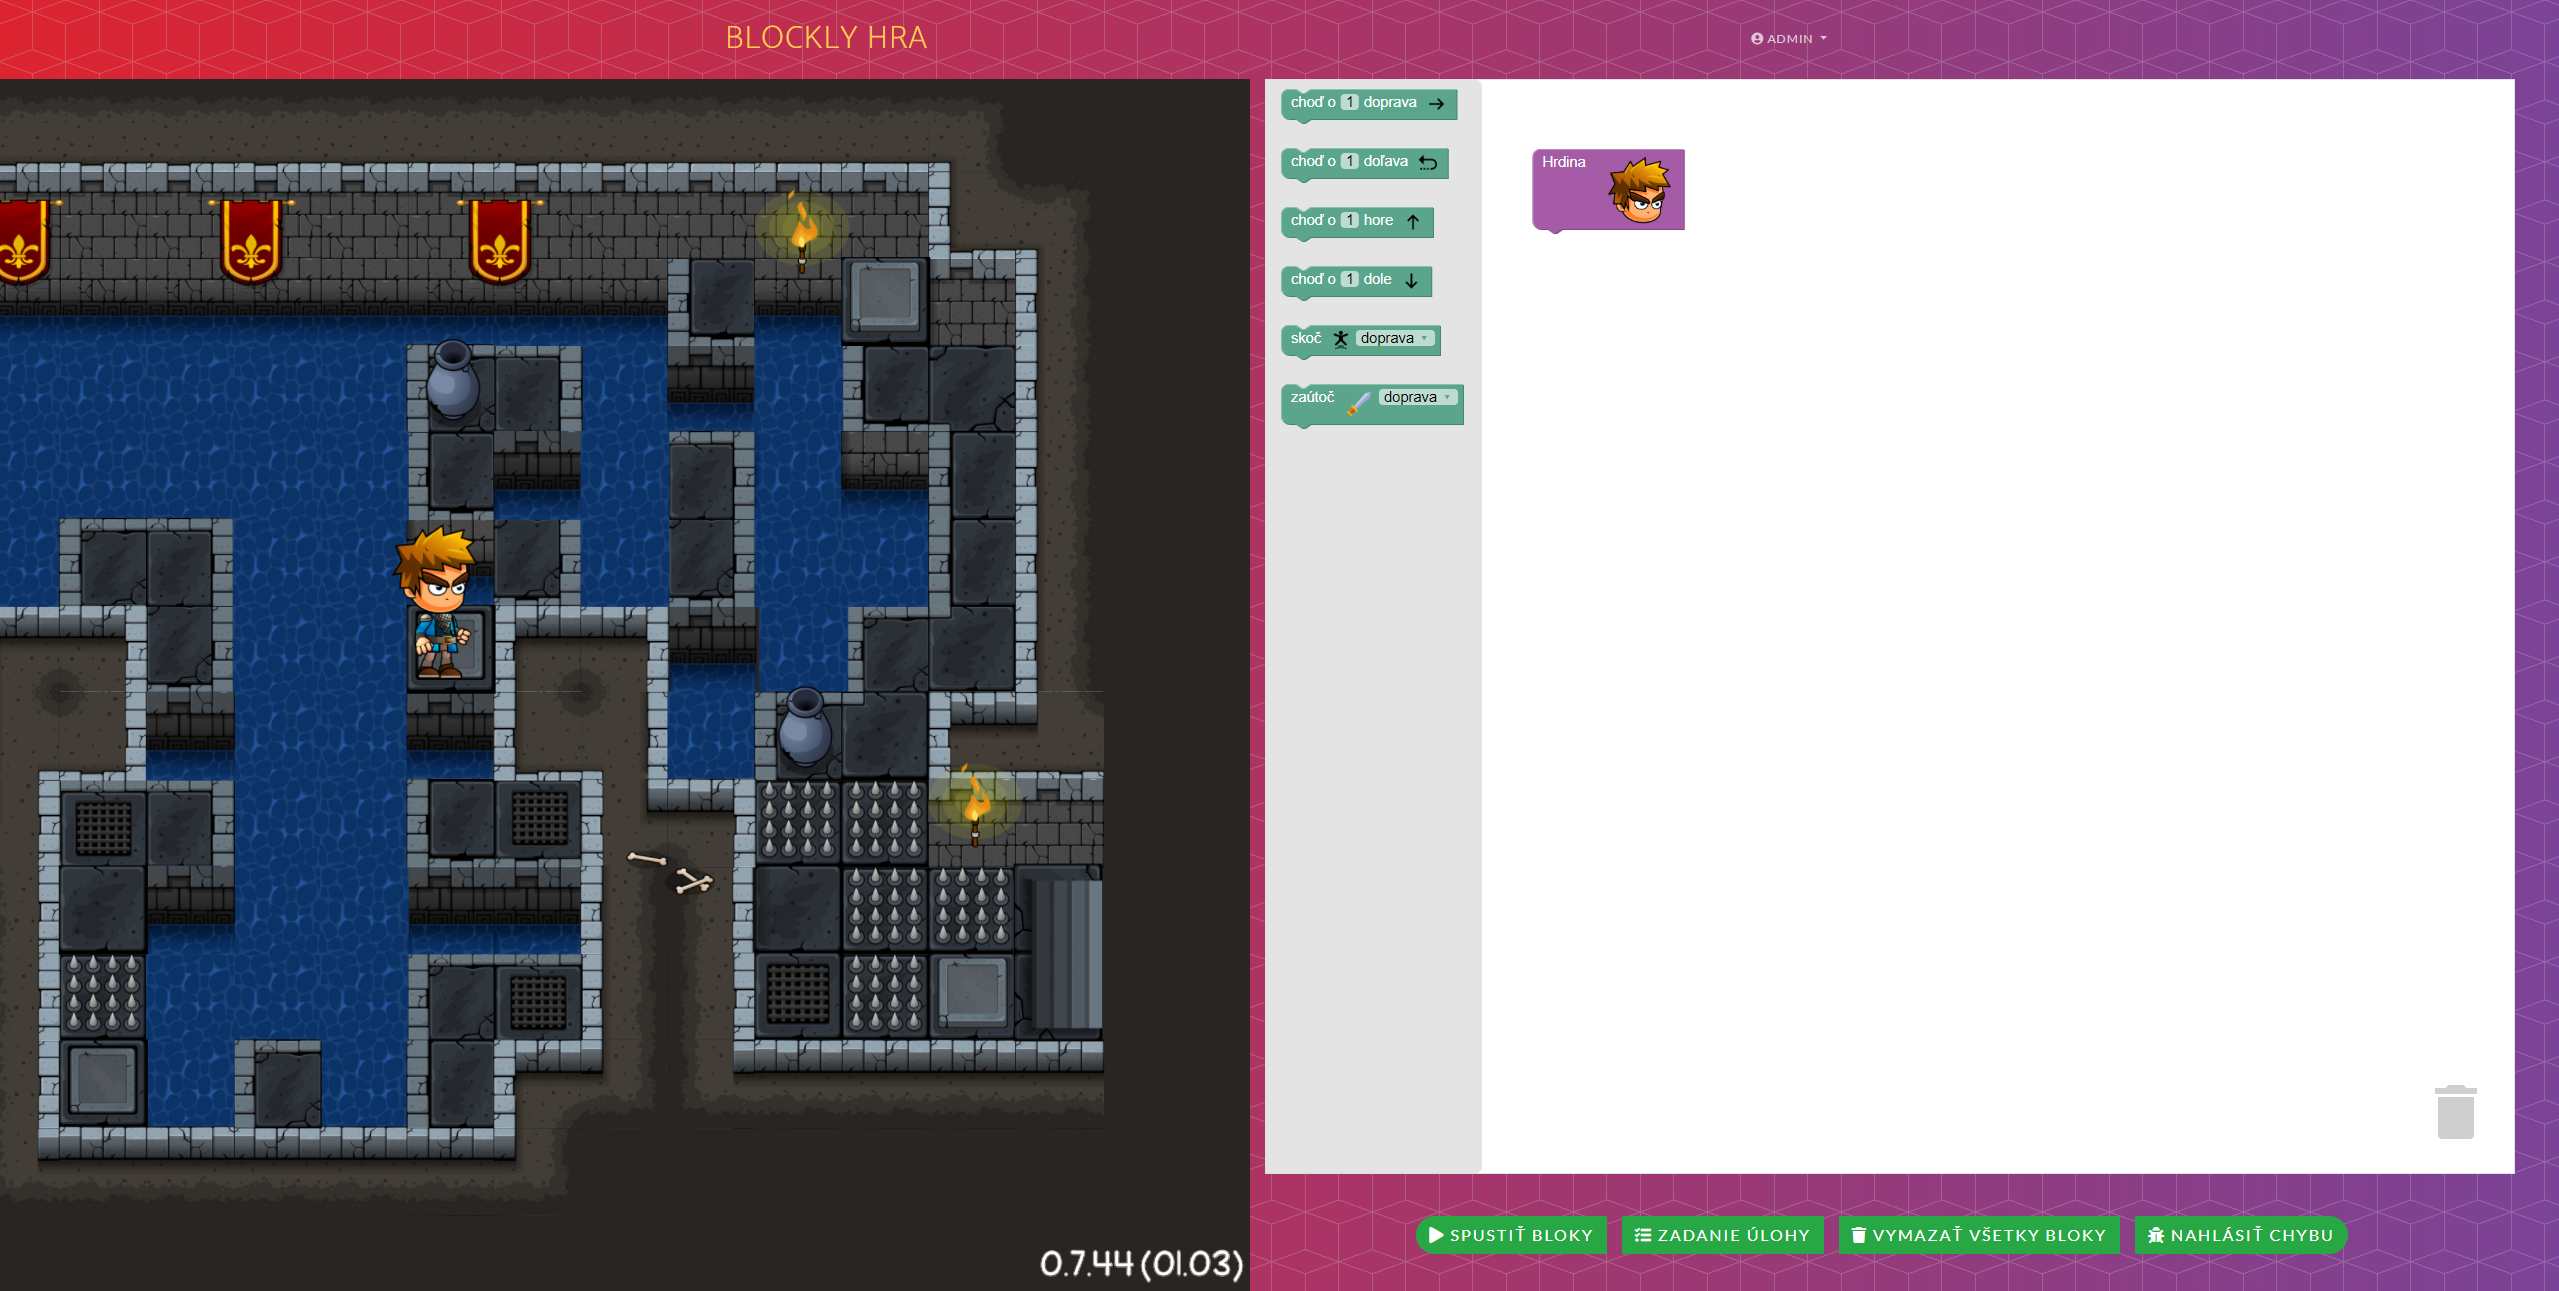 BLOCKLY HRA
ADMIN
choď o 1 doprava
choď o 1 doľava
choď o 1 hore
choď o 1 dole
skoč doprava
zaútoč doprava
Hrdina
0.7.44 (01.03)
SPUSTIŤ BLOKY
ZADANIE ÚLOHY
VYMAZAŤ VŠETKY BLOKY
NAHLÁSIŤ CHYBU